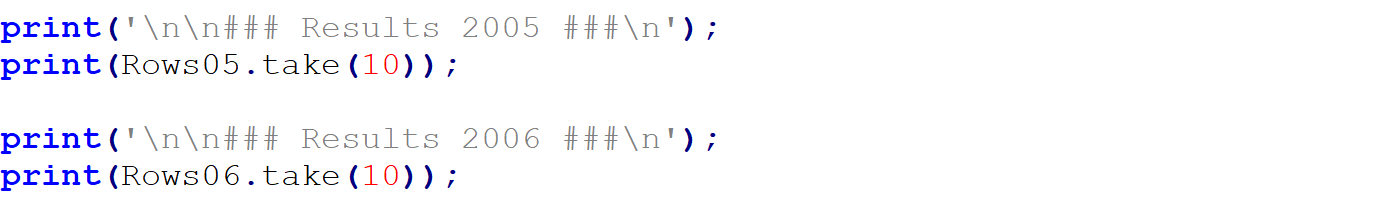 print('\n\n### Results 2005 ###\n');
print(Rows05.take(10));
print('\n\n### Results 2006 ###\n');
print(Rows06.take(10));